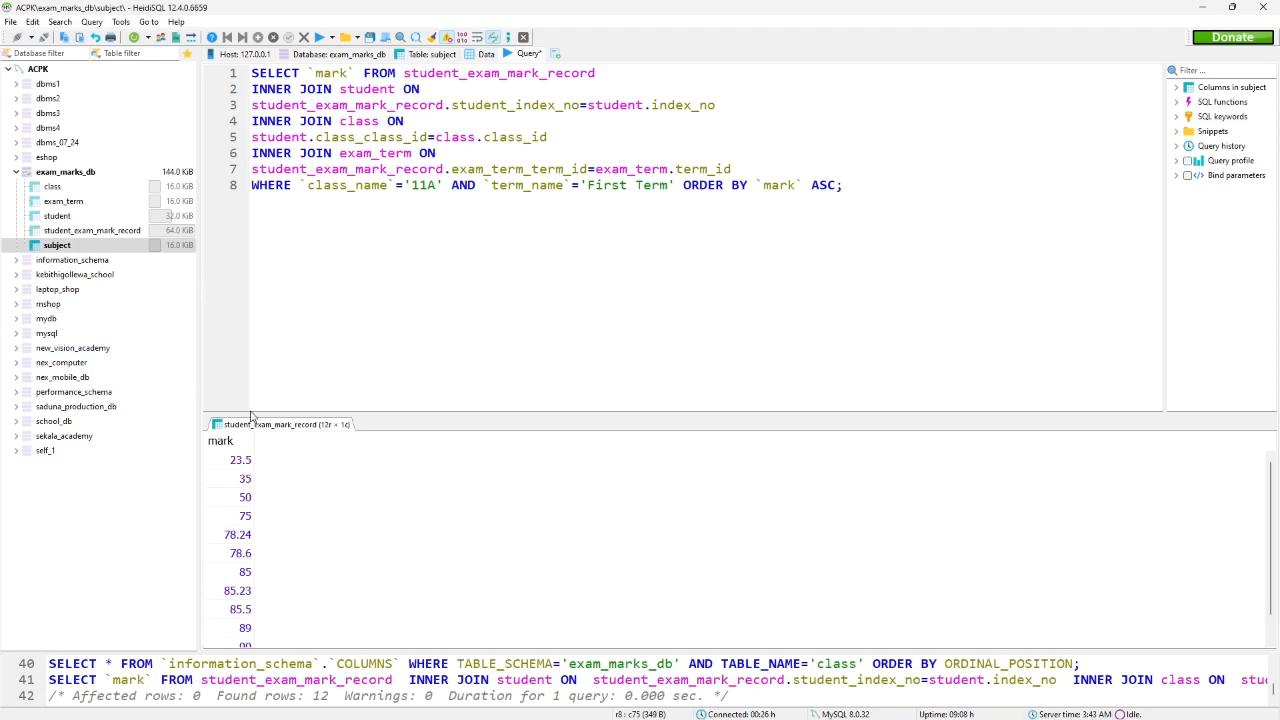 ACPK\exam_marks_db\subject\ - HeidiSQL 12.4.0.6659
File Edit Search Query Tools Go to Help
Donate
Database filter Table filter
Host: 127.0.0.1 Database: exam_marks_db Table: subject Data Query*
ACPK
dbms1
dbms2
dbms3
dbms4
dbms_07_24
eshop
exam_marks_db 144.0 KiB
class 16.0 KiB
exam_term 16.0 KiB
student 32.0 KiB
student_exam_mark_record 64.0 KiB
subject 16.0 KiB
information_schema
kebithigollewa_school
laptop_shop
mshop
mydb
mysql
new_vision_academy
nex_computer
nex_mobile_db
performance_schema
saduna_production_db
school_db
sekala_academy
self_1
1 SELECT `mark` FROM student_exam_mark_record
2 INNER JOIN student ON
3 student_exam_mark_record.student_index_no=student.index_no
4 INNER JOIN class ON
5 student.class_class_id=class.class_id
6 INNER JOIN exam_term ON
7 student_exam_mark_record.exam_term_term_id=exam_term.term_id
8 WHERE `class_name`='11A' AND `term_name`='First Term' ORDER BY `mark` ASC;
Filter ...
Columns in subject
SQL functions
SQL keywords
Snippets
Query history
Query profile
Bind parameters
student_exam_mark_record (12r × 1c)
mark
23.5
35
50
75
78.24
78.6
85
85.23
85.5
89
90
40 SELECT * FROM `information_schema`.`COLUMNS` WHERE TABLE_SCHEMA='exam_marks_db' AND TABLE_NAME='class' ORDER BY ORDINAL_POSITION;
41 SELECT `mark` FROM student_exam_mark_record INNER JOIN student ON student_exam_mark_record.student_index_no=student.index_no INNER JOIN class ON stu
42 /* Affected rows: 0 Found rows: 12 Warnings: 0 Duration for 1 query: 0.000 sec. */
r8 : c75 (349 B) Connected: 00:26 h MySQL 8.0.32 Uptime: 09:08 h Server time: 3:43 AM Idle.